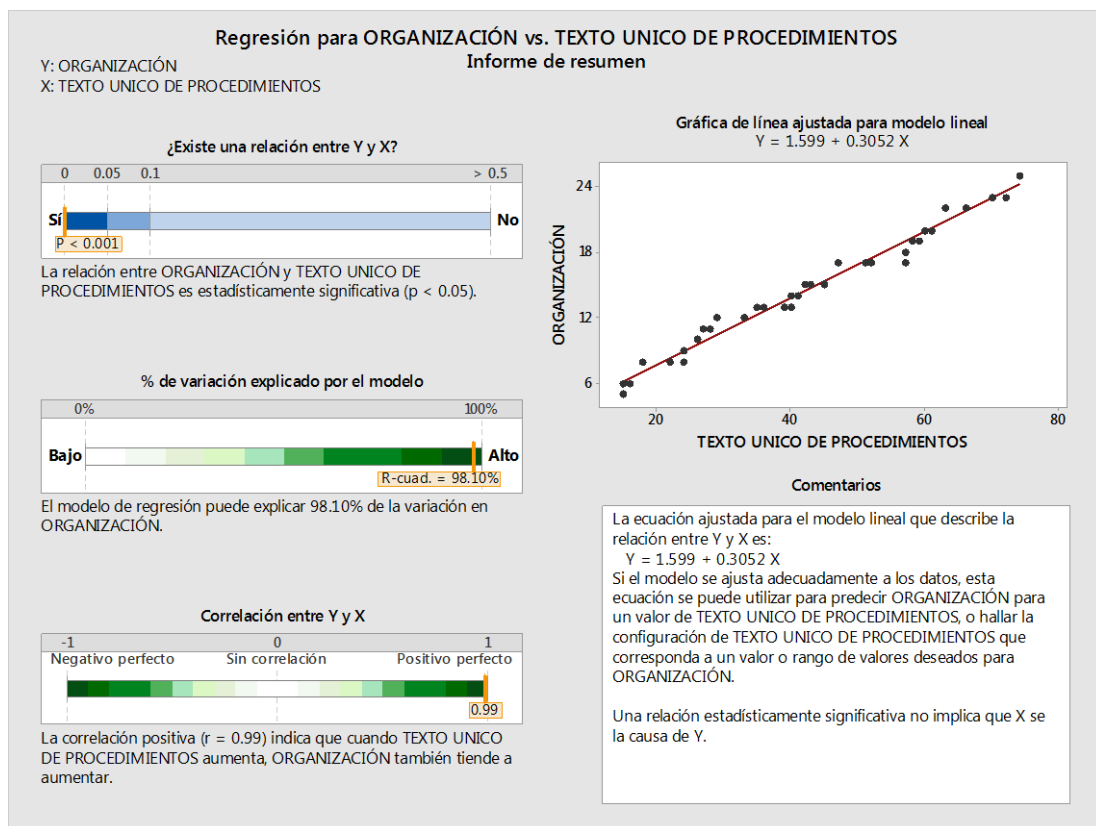 Regresión para ORGANIZACIÓN vs. TEXTO UNICO DE PROCEDIMIENTOS
Informe de resumen
Y: ORGANIZACIÓN
X: TEXTO UNICO DE PROCEDIMIENTOS
¿Existe una relación entre Y y X?
0 0.05 0.1 > 0.5
Sí No
P < 0.001
La relación entre ORGANIZACIÓN y TEXTO UNICO DE
PROCEDIMIENTOS es estadísticamente significativa (p < 0.05).
% de variación explicado por el modelo
0% 100%
Bajo Alto
R-cuad. = 98.10%
El modelo de regresión puede explicar 98.10% de la variación en
ORGANIZACIÓN.
Correlación entre Y y X
-1 0 1
Negativo perfecto Sin correlación Positivo perfecto
0.99
La correlación positiva (r = 0.99) indica que cuando TEXTO UNICO
DE PROCEDIMIENTOS aumenta, ORGANIZACIÓN también tiende a
aumentar.
Gráfica de línea ajustada para modelo lineal
Y = 1.599 + 0.3052 X
24
18
12
6
ORGANIZACIÓN
20 40 60 80
TEXTO UNICO DE PROCEDIMIENTOS
Comentarios
La ecuación ajustada para el modelo lineal que describe la
relación entre Y y X es:
Y = 1.599 + 0.3052 X
Si el modelo se ajusta adecuadamente a los datos, esta
ecuación se puede utilizar para predecir ORGANIZACIÓN para
un valor de TEXTO UNICO DE PROCEDIMIENTOS, o hallar la
configuración de TEXTO UNICO DE PROCEDIMIENTOS que
corresponda a un valor o rango de valores deseados para
ORGANIZACIÓN.
Una relación estadísticamente significativa no implica que X se
la causa de Y.